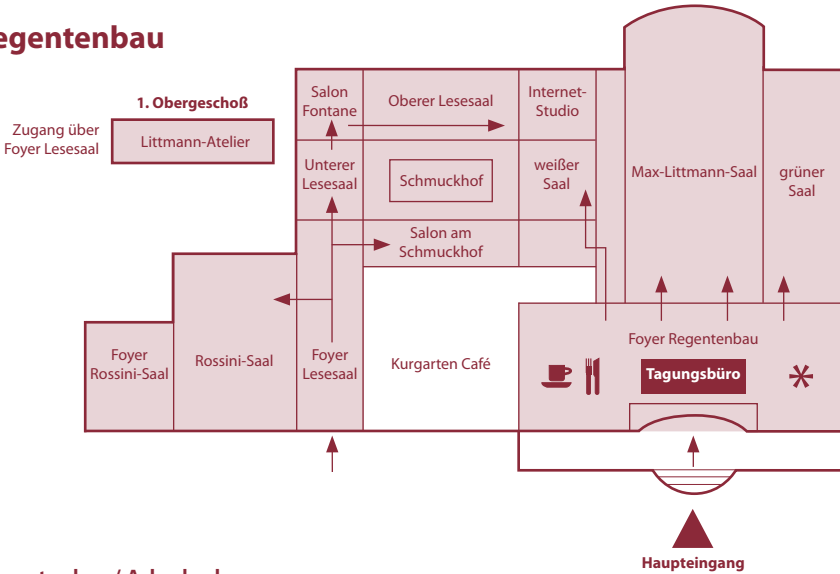 egentenbau
1. Obergeschoß
Zugang über
Foyer Lesesaal
Littmann-Atelier
Salon
Fontane
Oberer Lesesaal
Internet-
Studio
Unterer
Lesesaal
Schmuckhof
weißer
Saal
Max-Littmann-Saal
grüner
Saal
Salon am
Schmuckhof
Foyer
Rossini-Saal
Rossini-Saal
Foyer
Lesesaal
Kurgarten Café
Foyer Regentenbau
Tagungsbüro
Haupteingang